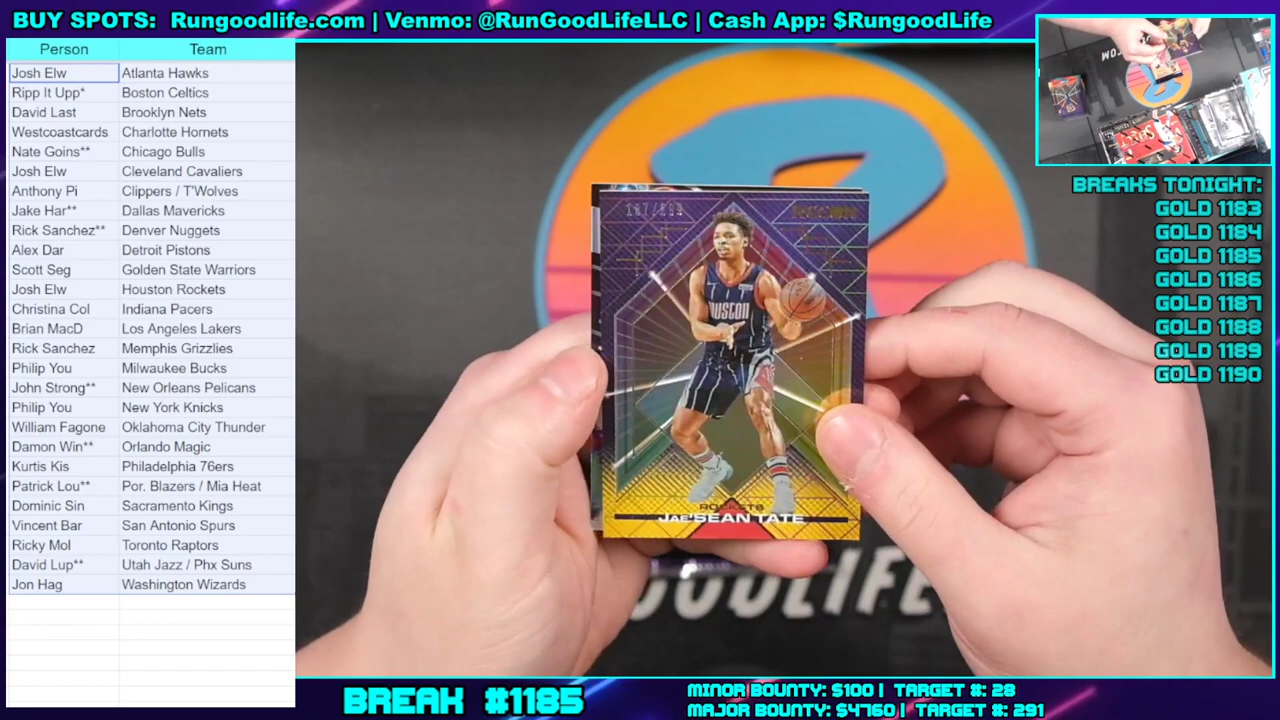 BUY SPOTS: Rungoodlife.com | Venmo: @RunGoodLifeLLC | Cash App: $RungoodLife
Person Team
Josh Elw Atlanta Hawks
Ripp It Upp* Boston Celtics
David Last Brooklyn Nets
Westcoastcards Charlotte Hornets
Nate Goins** Chicago Bulls
Josh Elw Cleveland Cavaliers
Anthony Pi Clippers / T'Wolves
Jake Har** Dallas Mavericks
Rick Sanchez** Denver Nuggets
Alex Dar Detroit Pistons
Scott Seg Golden State Warriors
Josh Elw Houston Rockets
Christina Col Indiana Pacers
Brian MacD Los Angeles Lakers
Rick Sanchez Memphis Grizzlies
Philip You Milwaukee Bucks
John Strong** New Orleans Pelicans
Philip You New York Knicks
William Fagone Oklahoma City Thunder
Damon Win** Orlando Magic
Kurtis Kis Philadelphia 76ers
Patrick Lou** Por. Blazers / Mia Heat
Dominic Sin Sacramento Kings
Vincent Bar San Antonio Spurs
Ricky Mol Toronto Raptors
David Lup** Utah Jazz / Phx Suns
Jon Hag Washington Wizards
HOUSTON
ROCKETS
JAE'SEAN TATE
OODLIFE
BREAKS TONIGHT:
GOLD 1183
GOLD 1184
GOLD 1185
GOLD 1186
GOLD 1187
GOLD 1188
GOLD 1189
GOLD 1190
BREAK #1185
MINOR BOUNTY: $100 | TARGET #: 28
MAJOR BOUNTY: $4760 | TARGET #: 291